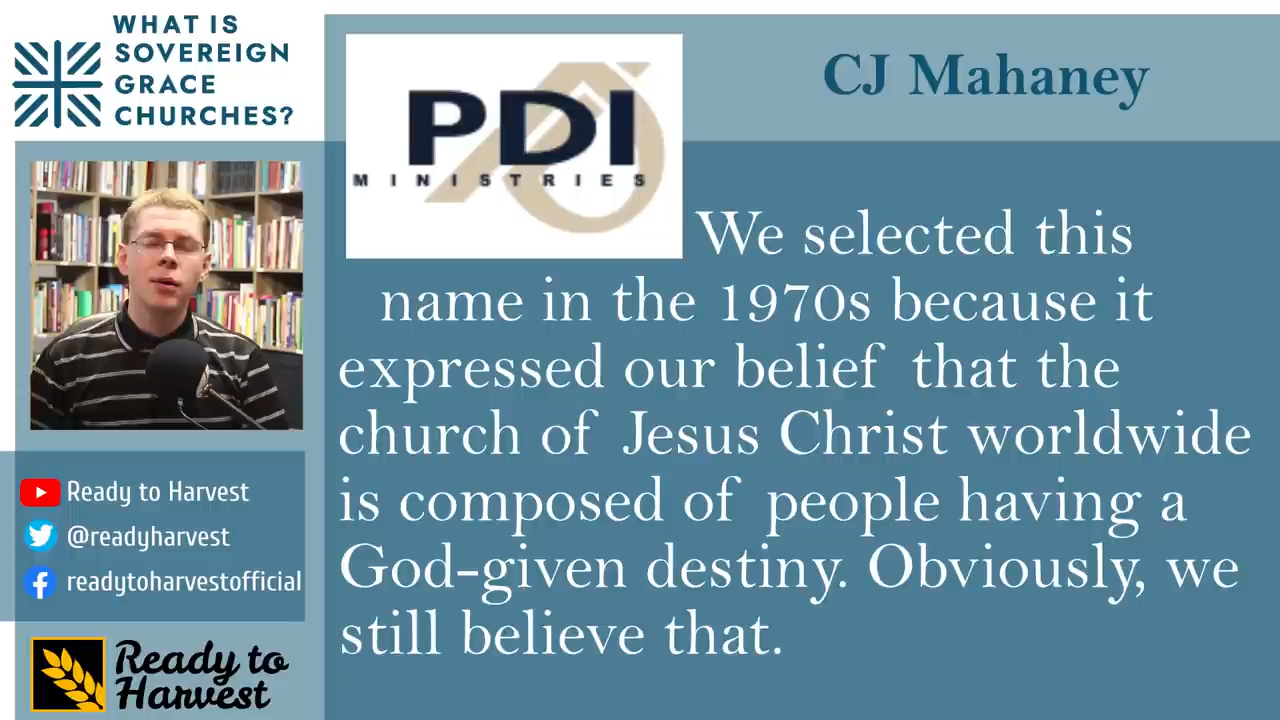 WHAT IS
SOVEREIGN
GRACE
CHURCHES?
PDI
MINISTRIES
CJ Mahaney
We selected this
name in the 1970s because it
expressed our belief that the
church of Jesus Christ worldwide
is composed of people having a
God-given destiny. Obviously, we
still believe that.
Ready to Harvest
@readyharvest
readytoharvestofficial
Ready to
Harvest